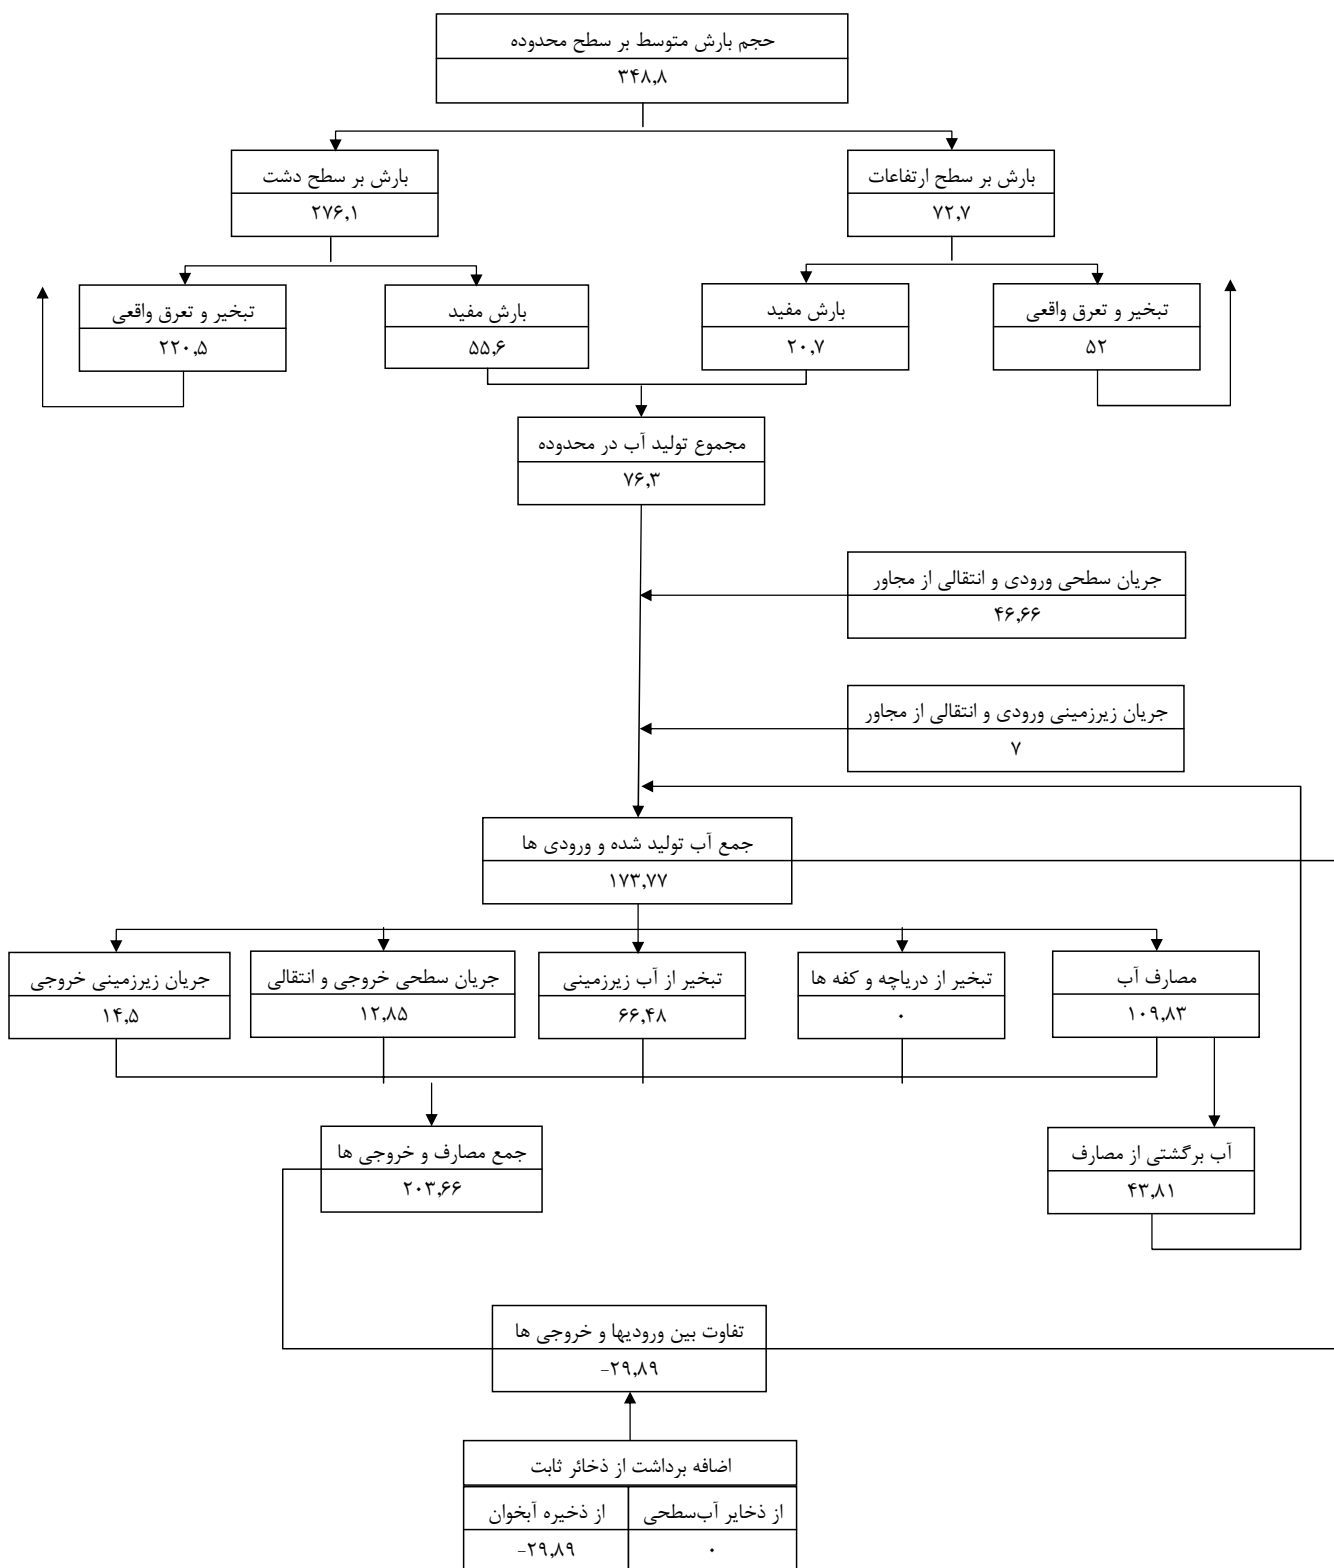 حجم بارش متوسط بر سطح محدوده
۳۴۸٫۸
بارش بر سطح ارتفاعات
۷۲٫۷
بارش بر سطح دشت
۲۷۶٫۱
تبخیر و تعرق واقعی
۵۲
بارش مفید
۲۰٫۷
بارش مفید
۵۵٫۶
تبخیر و تعرق واقعی
۲۲۰٫۵
مجموع تولید آب در محدوده
۷۶٫۳
جریان سطحی ورودی و انتقالی از مجاور
۴۶٫۶۶
جریان زیرزمینی ورودی و انتقالی از مجاور
۷
جمع آب تولید شده و ورودی ها
۱۷۳٫۷۷
مصارف آب
۱۰۹٫۸۳
تبخیر از دریاچه و کفه ها
۰
تبخیر از آب زیرزمینی
۶۶٫۴۸
جریان سطحی خروجی و انتقالی
۱۲٫۸۵
جریان زیرزمینی خروجی
۱۴٫۵
آب برگشتی از مصارف
۴۳٫۸۱
جمع مصارف و خروجی ها
۲۰۳٫۶۶
تفاوت بین ورودیها و خروجی ها
-۲۹٫۸۹
اضافه برداشت از ذخائر ثابت
از ذخایر آب‌سطحی
۰
از ذخیره آبخوان
-۲۹٫۸۹